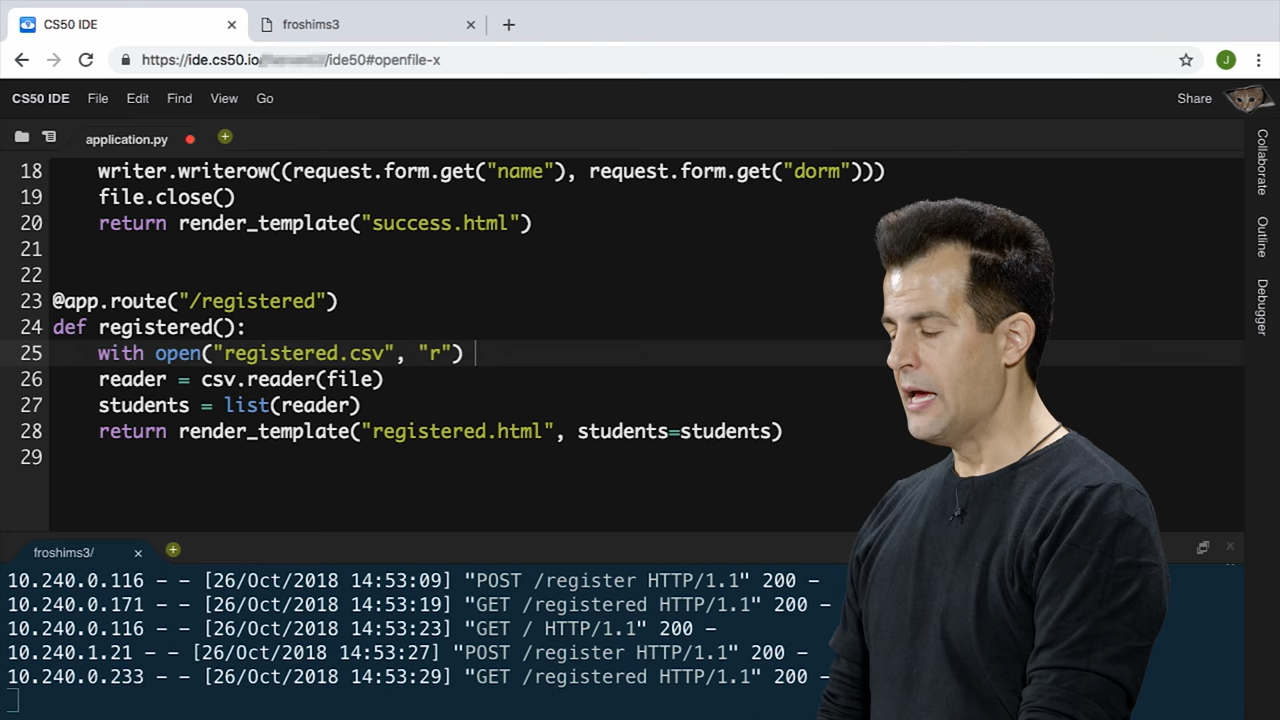 CS50 IDE
froshims3
https://ide.cs50.io /ide50#openfile-x
J
CS50 IDE File Edit Find View Go Share
application.py
Collaborate
Outline
Debugger
18 writer.writerow((request.form.get("name"), request.form.get("dorm")))
19 file.close()
20 return render_template("success.html")
21
22
23 @app.route("/registered")
24 def registered():
25 with open("registered.csv", "r")
26 reader = csv.reader(file)
27 students = list(reader)
28 return render_template("registered.html", students=students)
29
froshims3/
10.240.0.116 - - [26/Oct/2018 14:53:09] "POST /register HTTP/1.1" 200 -
10.240.0.171 - - [26/Oct/2018 14:53:19] "GET /registered HTTP/1.1" 200 -
10.240.0.116 - - [26/Oct/2018 14:53:23] "GET / HTTP/1.1" 200 -
10.240.1.21 - - [26/Oct/2018 14:53:27] "POST /register HTTP/1.1" 200 -
10.240.0.233 - - [26/Oct/2018 14:53:29] "GET /registered HTTP/1.1" 200 -